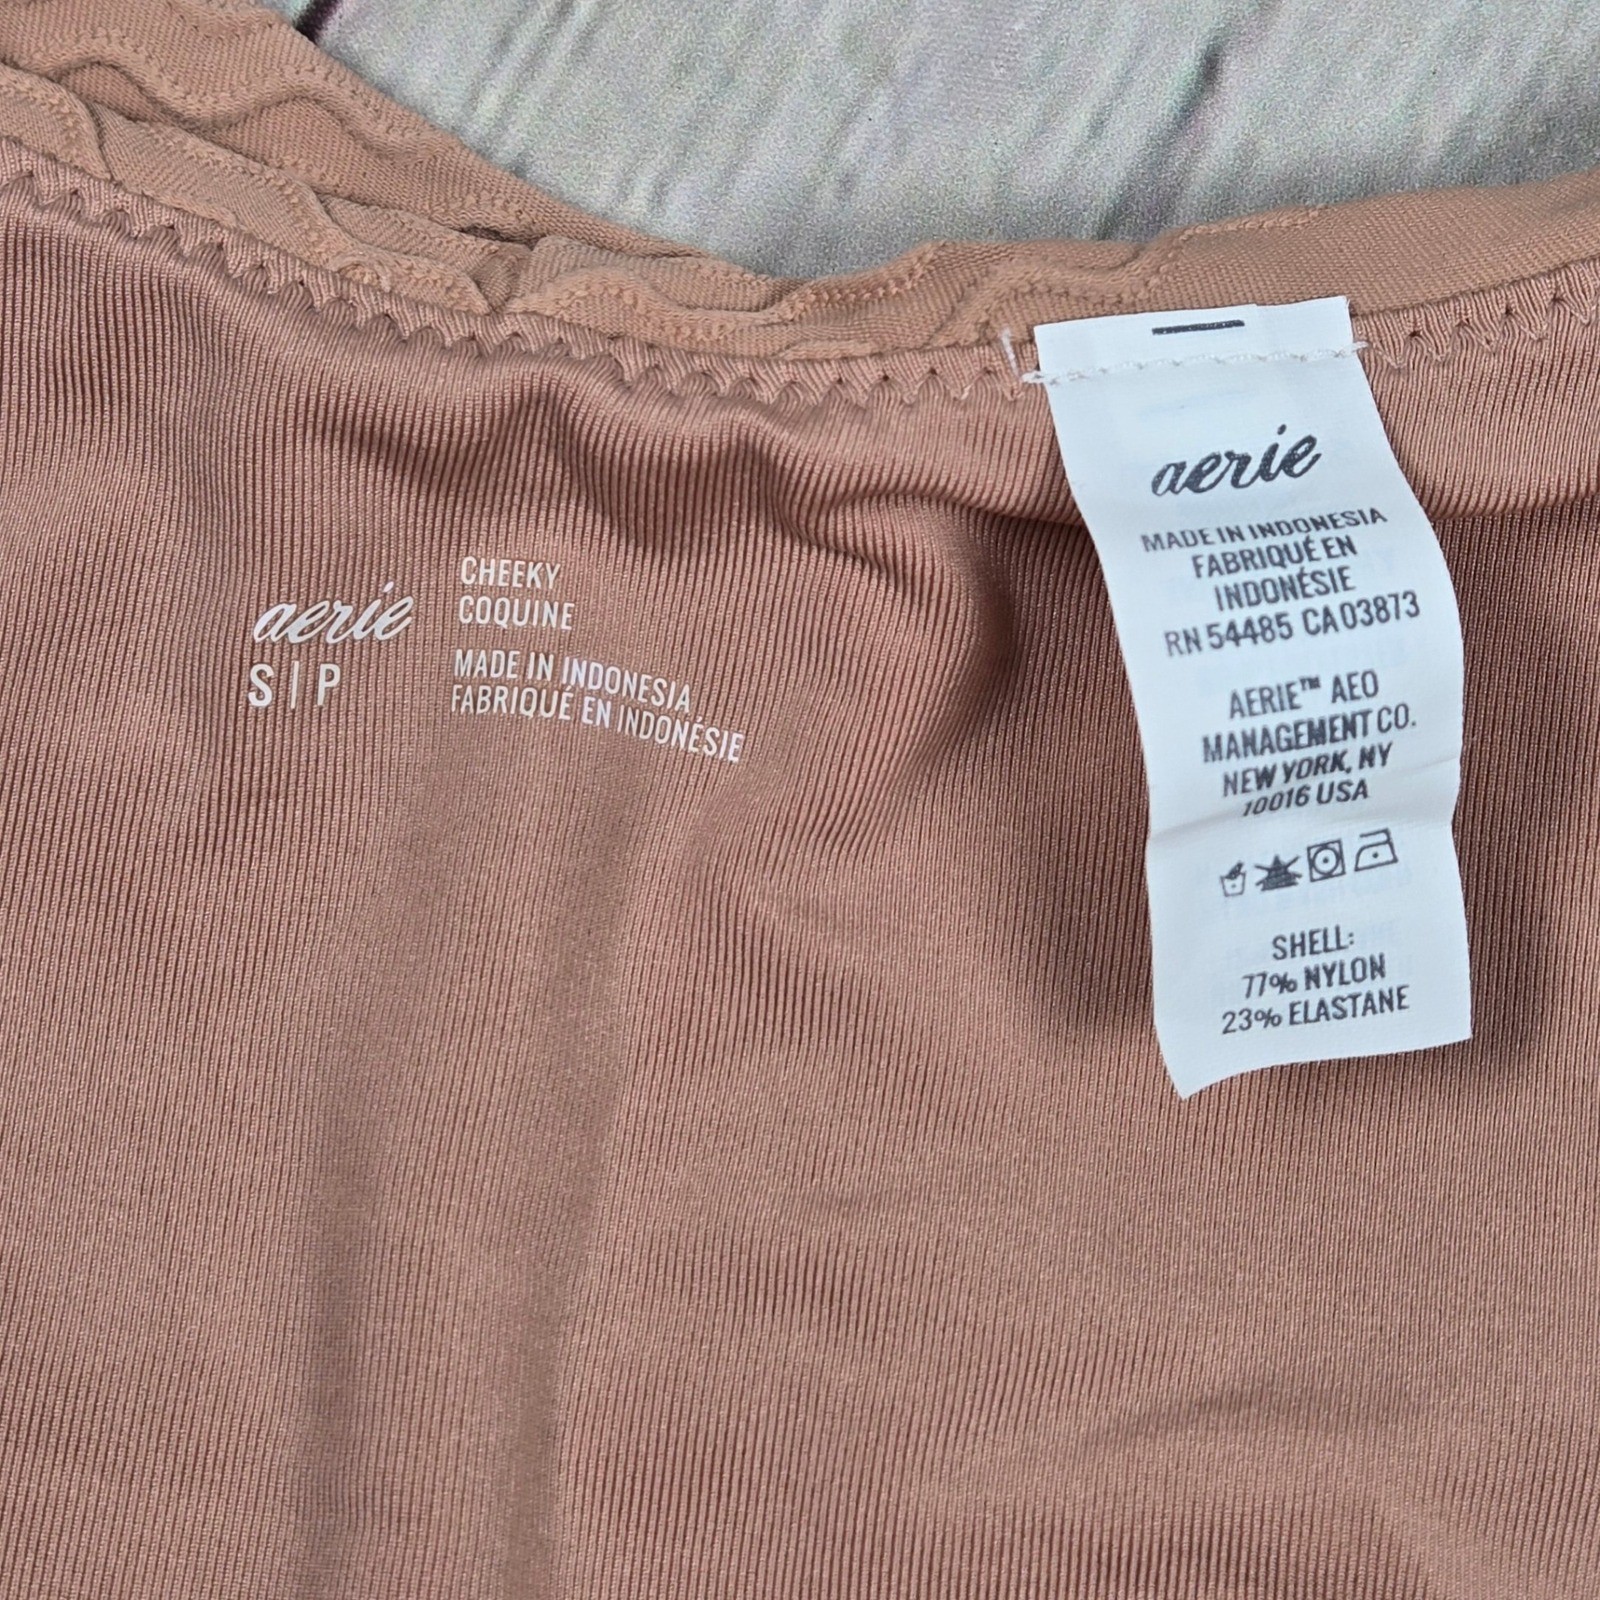 aerie
S | P
CHEEKY
COQUINE
MADE IN INDONESIA
FABRIQUÉ EN INDONÉSIE
aerie
MADE IN INDONESIA
FABRIQUÉ EN
INDONÉSIE
RN 54485 CA 03873
AERIE™ AEO
MANAGEMENT CO.
NEW YORK, NY
10016 USA
SHELL:
77% NYLON
23% ELASTANE